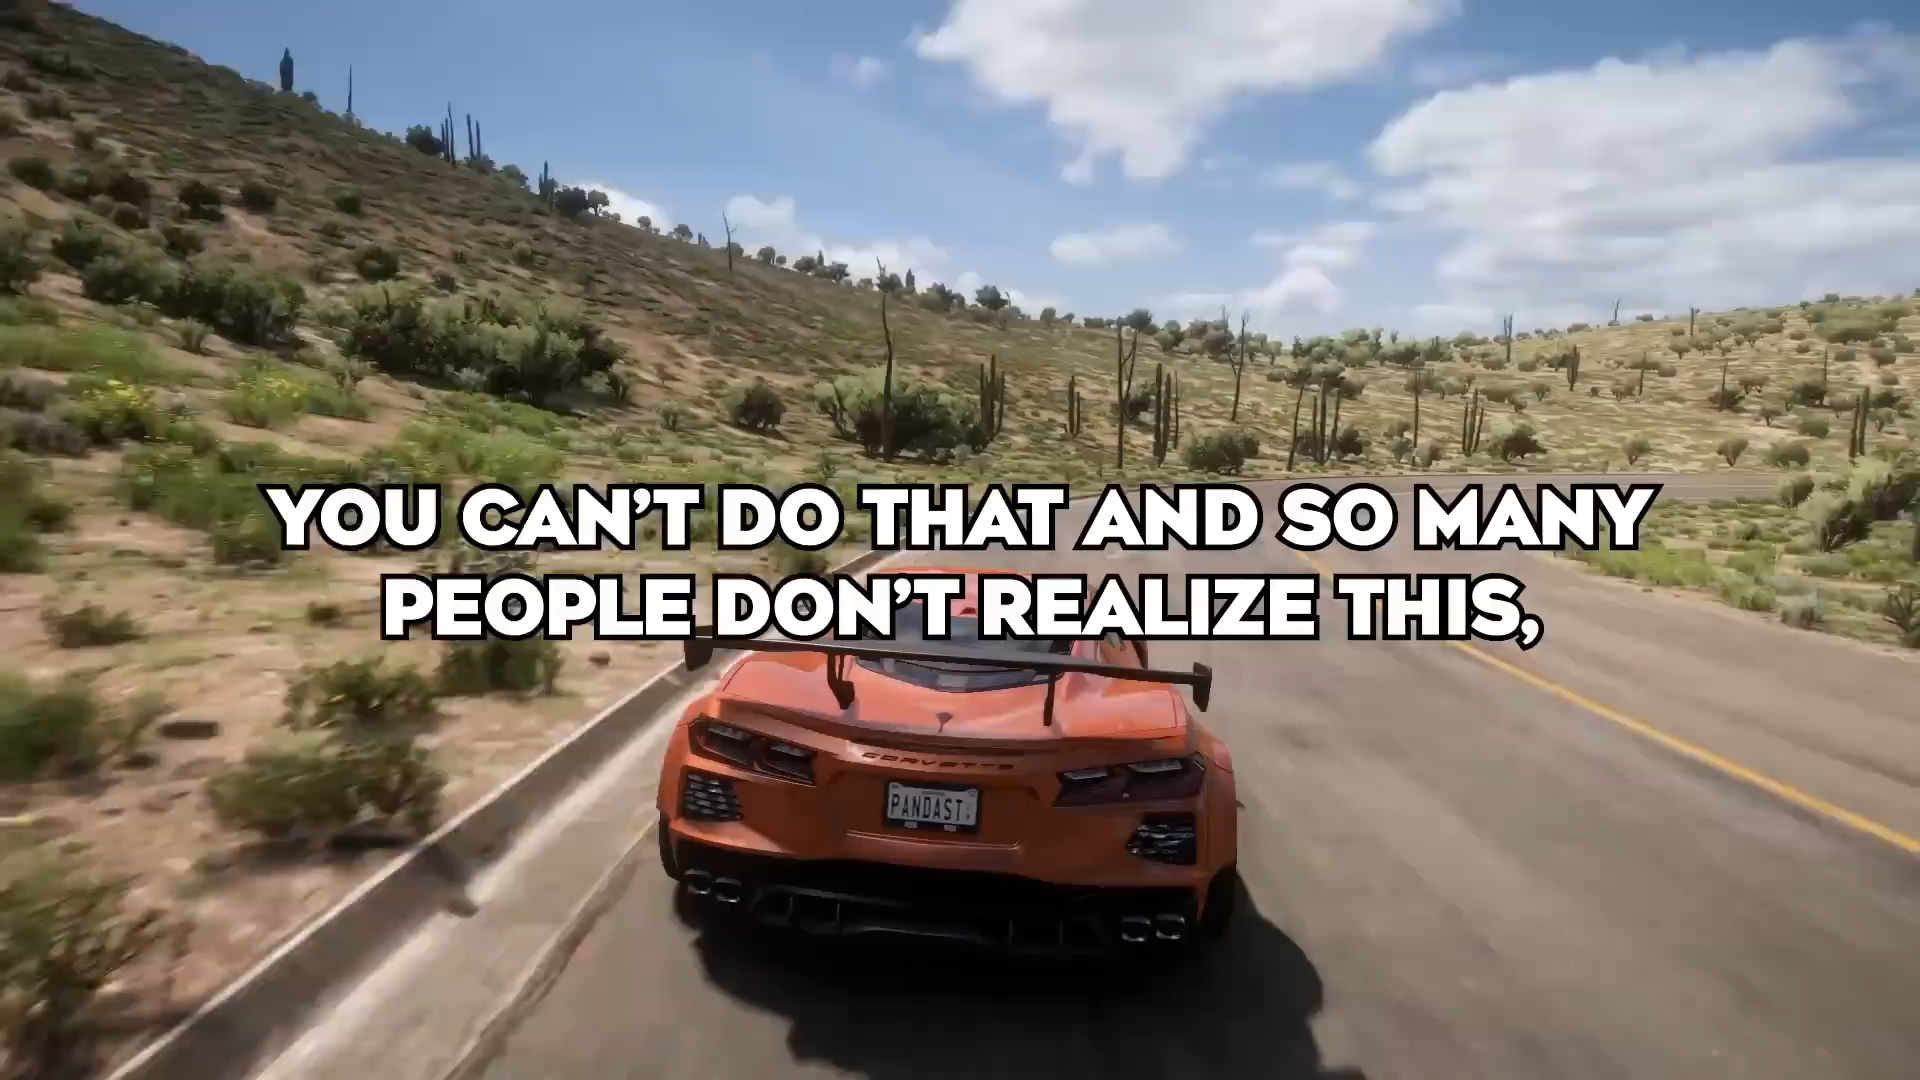 YOU CAN’T DO THAT AND SO MANY
PEOPLE DON’T REALIZE THIS,
CORVETTE
PANDAST